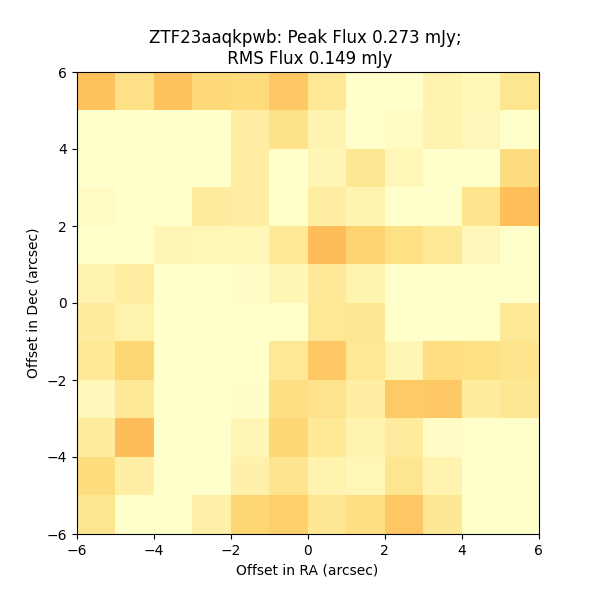 ZTF23aaqkpwb: Peak Flux 0.273 mJy;
RMS Flux 0.149 mJy
6
4
2
0
−2
−4
−6
Offset in Dec (arcsec)
−6 −4 −2 0 2 4 6
Offset in RA (arcsec)